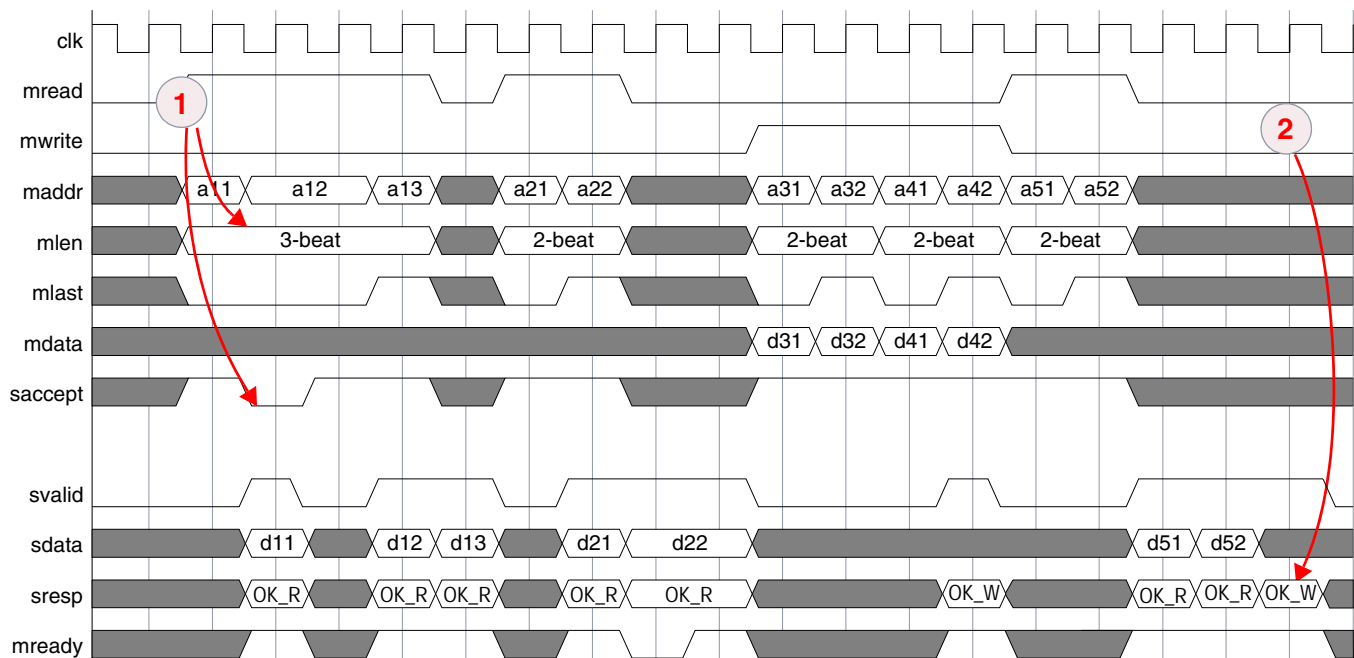 clk
mread
1
mwrite
2
maddr a11 a12 a13 a21 a22 a31 a32 a41 a42 a51 a52
mlen 3-beat 2-beat 2-beat 2-beat 2-beat
mlast
mdata d31 d32 d41 d42
saccept
svalid
sdata d11 d12 d13 d21 d22 d51 d52
sresp OK_R OK_R OK_R OK_R OK_R OK_W OK_R OK_R OK_W
mready